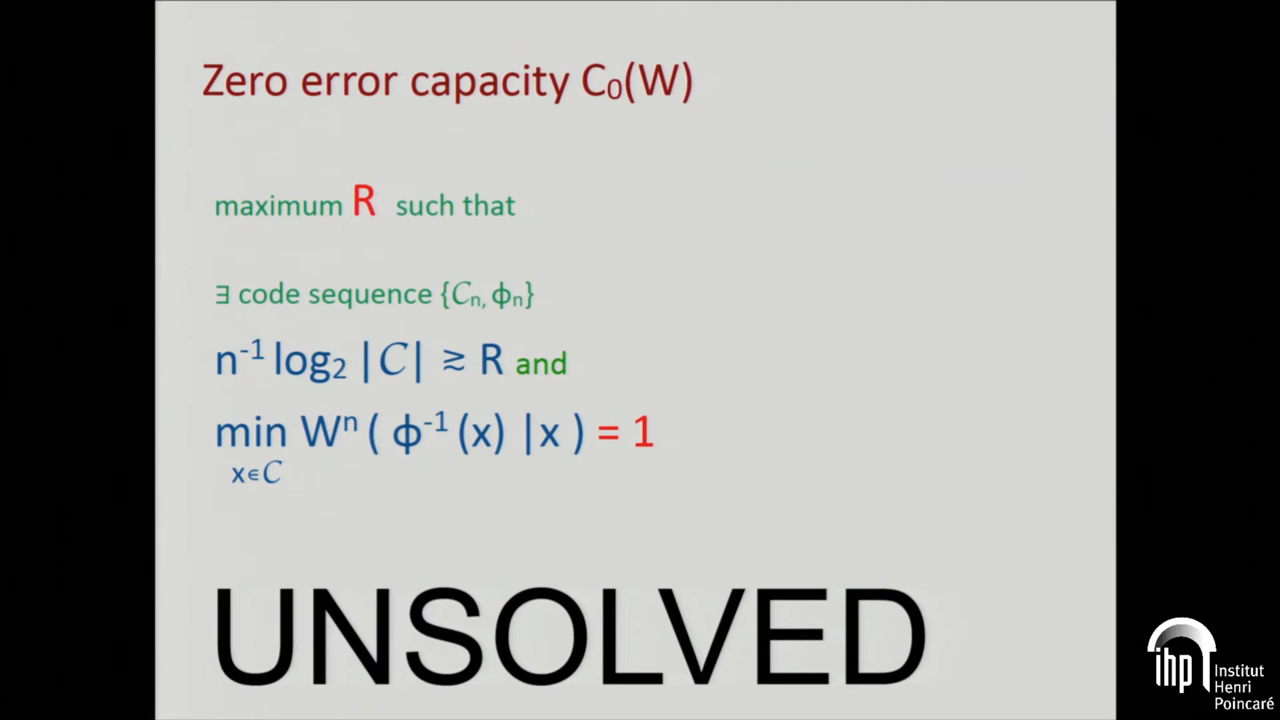 Zero error capacity C₀(W)
maximum R such that
∃ code sequence {Cₙ, ϕₙ}
n⁻¹ log₂ |C| ≳ R and
min Wⁿ ( ϕ⁻¹ (x) | x ) = 1
x∈C
UNSOLVED
ihp Institut
Henri
Poincaré